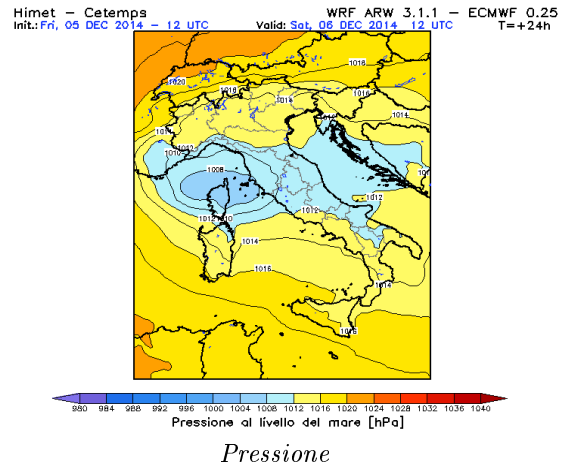 Himet – Cetemps WRF ARW 3.1.1 – ECMWF 0.25
Init.: Fri, 05 DEC 2014 – 12 UTC Valid: Sat, 06 DEC 2014 12 UTC T=+24h
1016
1020
1016 1014 1016
1014
1014
1012
1010
1008
1012
1012 1010
1014
1016
1014
1016
980 984 988 992 996 1000 1004 1008 1012 1016 1020 1024 1028 1032 1036 1040
Pressione al livello del mare [hPa]
Pressione